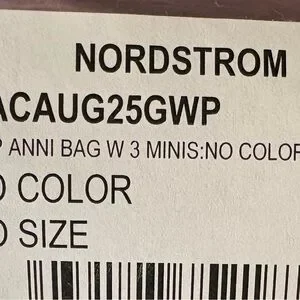 NORDSTROM
ACAUG25GWP
ANNI BAG W 3 MINIS:NO COLOR
COLOR
SIZE